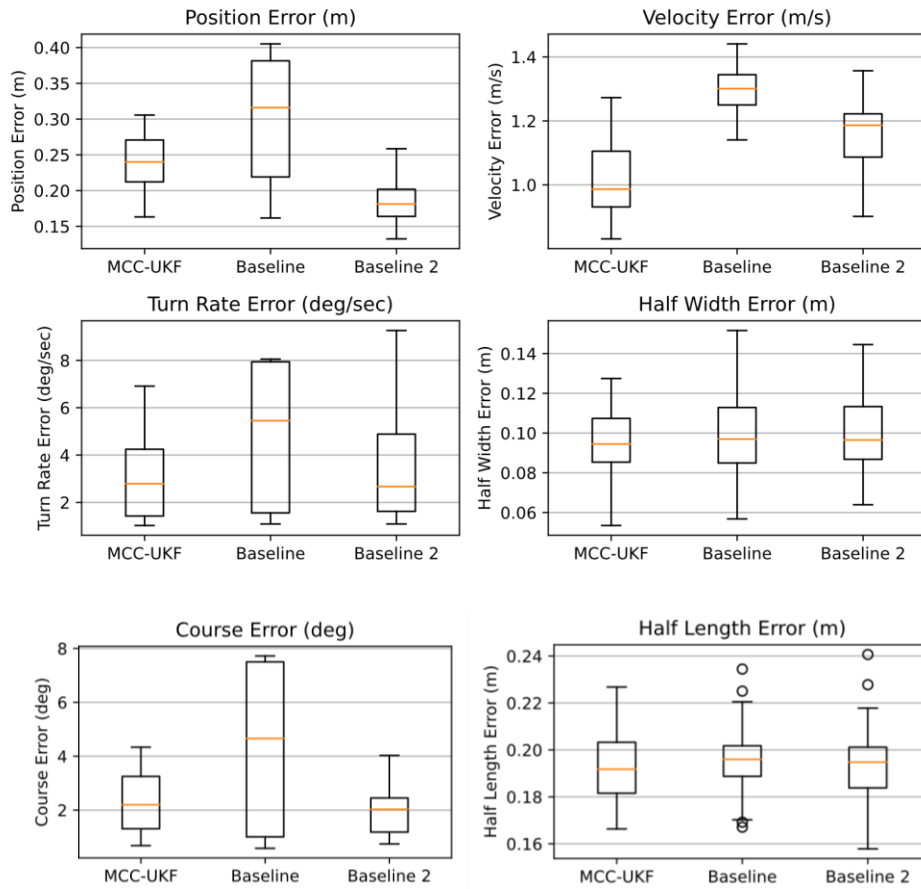 Position Error (m)
Position Error (m)
0.40
0.35
0.30
0.25
0.20
0.15
MCC-UKF Baseline Baseline 2
Velocity Error (m/s)
Velocity Error (m/s)
1.4
1.2
1.0
MCC-UKF Baseline Baseline 2
Turn Rate Error (deg/sec)
Turn Rate Error (deg/sec)
8
6
4
2
MCC-UKF Baseline Baseline 2
Half Width Error (m)
Half Width Error (m)
0.14
0.12
0.10
0.08
0.06
MCC-UKF Baseline Baseline 2
Course Error (deg)
Course Error (deg)
8
6
4
2
MCC-UKF Baseline Baseline 2
Half Length Error (m)
Half Length Error (m)
0.24
0.22
0.20
0.18
0.16
MCC-UKF Baseline Baseline 2